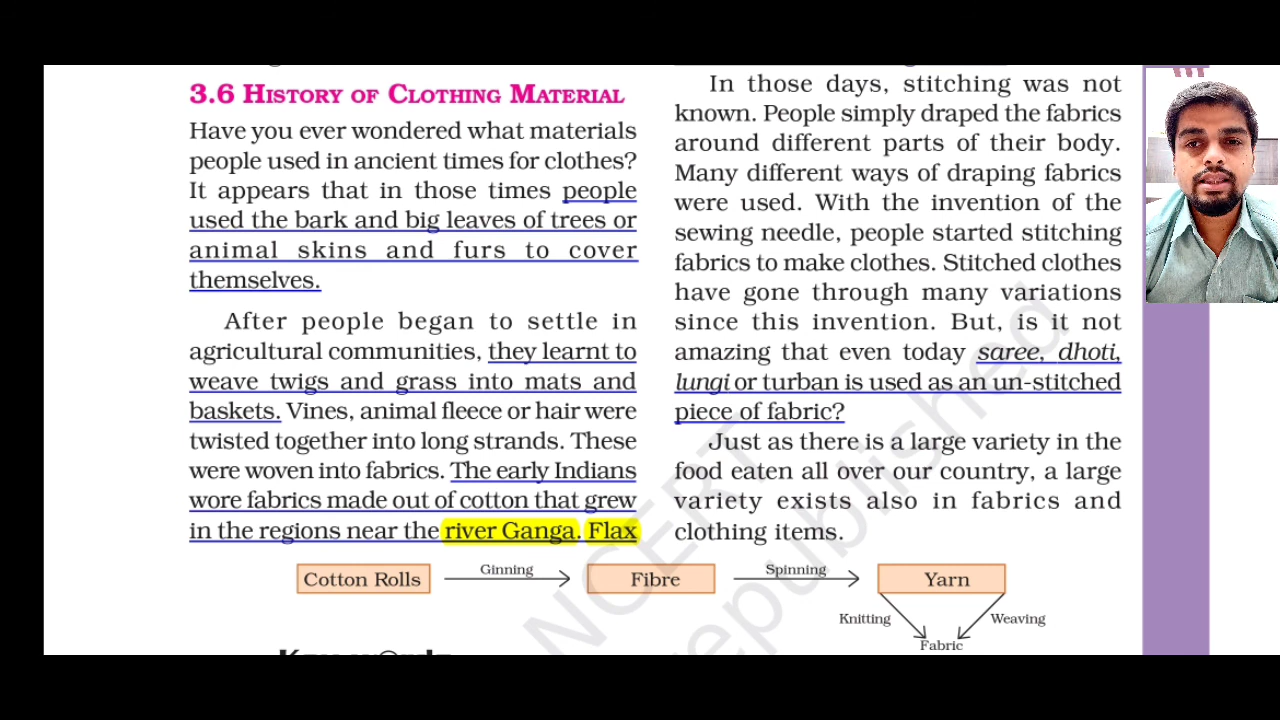 3.6 HISTORY OF CLOTHING MATERIAL
Have you ever wondered what materials
people used in ancient times for clothes?
It appears that in those times people
used the bark and big leaves of trees or
animal skins and furs to cover
themselves.
After people began to settle in
agricultural communities, they learnt to
weave twigs and grass into mats and
baskets. Vines, animal fleece or hair were
twisted together into long strands. These
were woven into fabrics. The early Indians
wore fabrics made out of cotton that grew
in the regions near the river Ganga. Flax
In those days, stitching was not
known. People simply draped the fabrics
around different parts of their body.
Many different ways of draping fabrics
were used. With the invention of the
sewing needle, people started stitching
fabrics to make clothes. Stitched clothes
have gone through many variations
since this invention. But, is it not
amazing that even today saree, dhoti,
lungi or turban is used as an un-stitched
piece of fabric?
Just as there is a large variety in the
food eaten all over our country, a large
variety exists also in fabrics and
clothing items.
Cotton Rolls
Ginning
Fibre
Spinning
Yarn
Knitting
Weaving
Fabric
NCERT
republished